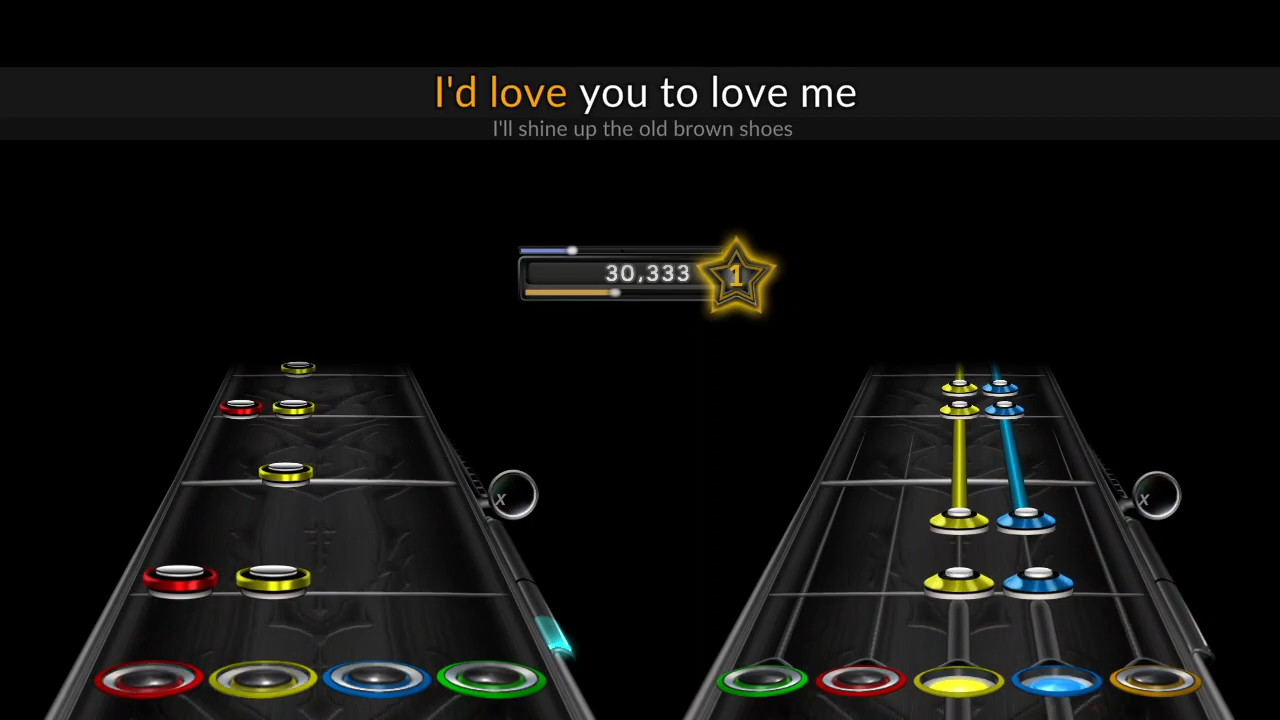 I'd love you to love me
I'll shine up the old brown shoes
30,333
1
x
x